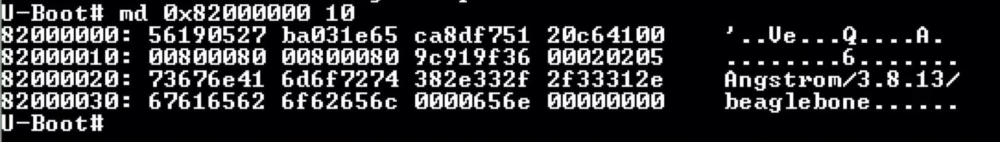 U-Boot# md 0x82000000 10
82000000: 56190527 ba031e65 ca8df751 20c64100 '..Ve...Q....A.
82000010: 00800080 00800080 9c919f36 00020205 ........6.......
82000020: 73676e41 6d6f7274 382e332f 2f33312e Angstrom/3.8.13/
82000030: 67616562 6f62656c 0000656e 00000000 beaglebone......
U-Boot#